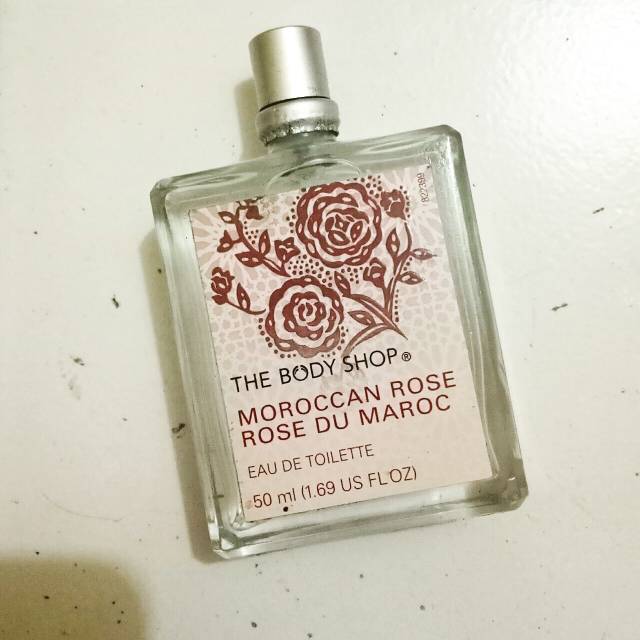 THE BODY SHOP®
MOROCCAN ROSE
ROSE DU MAROC
EAU DE TOILETTE
50 ml (1.69 US FL OZ)